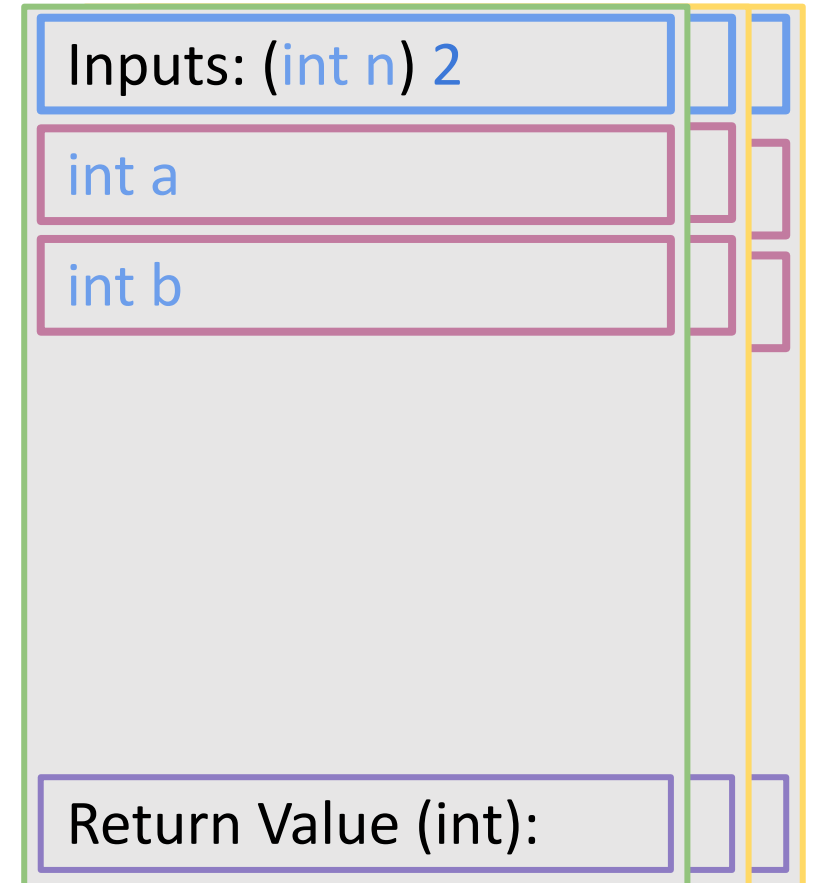 Inputs: (int n) 2
int a
int b
Return Value (int):